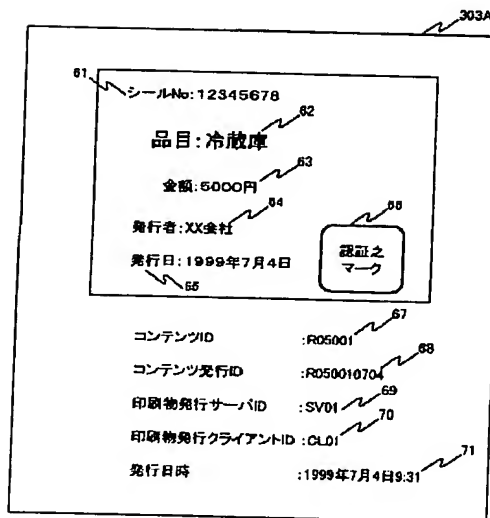 303A
61
シールNo:12345678
62
品目:冷蔵庫
63
金額:5000円
64
発行者:XX会社
66
発行日:1999年7月4日
認証之
マーク
65
67
コンテンツID :R05001
68
コンテンツ発行ID :R050010704
69
印刷物発行サーバID :SV01
70
印刷物発行クライアントID :CL01
71
発行日時 :1999年7月4日9:31